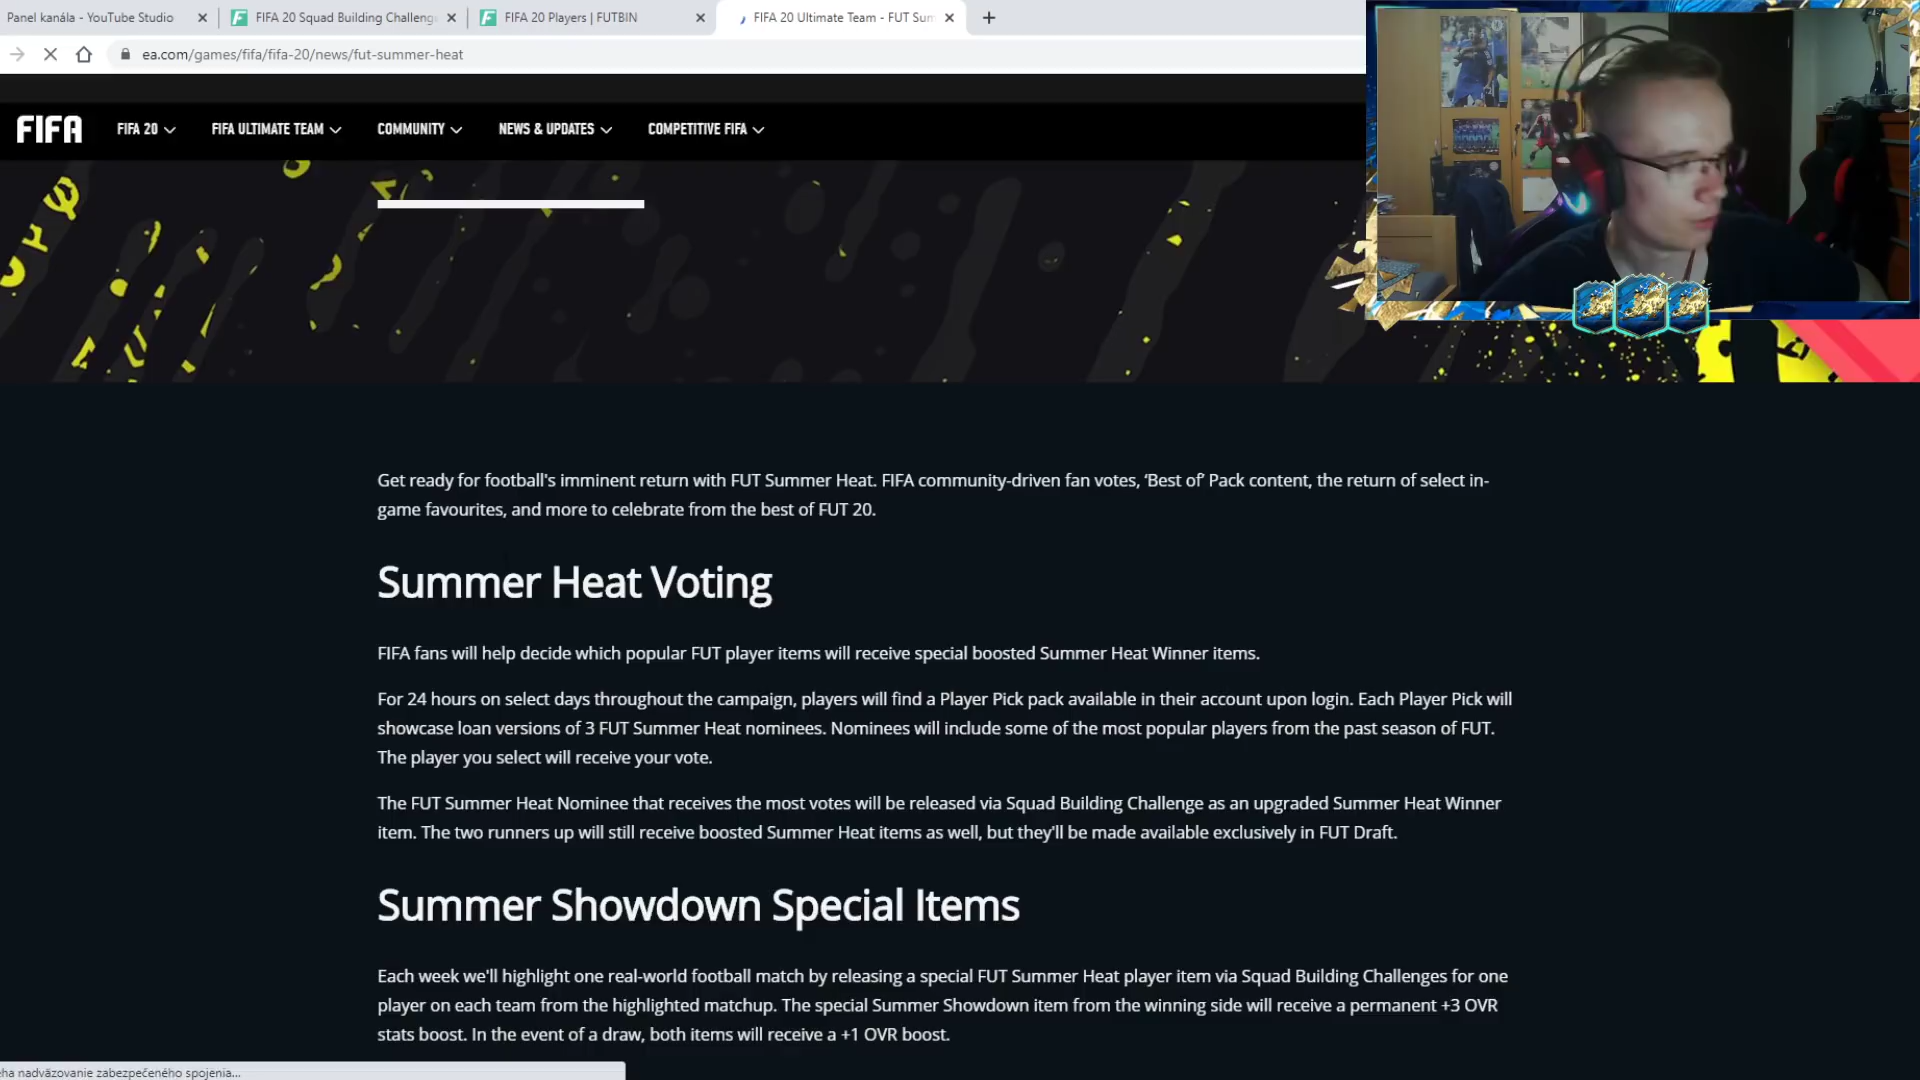 Panel kanála - YouTube Studio
FIFA 20 Squad Building Challenge
FIFA 20 Players | FUTBIN
FIFA 20 Ultimate Team - FUT Sum
ea.com/games/fifa/fifa-20/news/fut-summer-heat
FIFA
FIFA 20
FIFA ULTIMATE TEAM
COMMUNITY
NEWS & UPDATES
COMPETITIVE FIFA
Get ready for football's imminent return with FUT Summer Heat. FIFA community-driven fan votes, ‘Best of’ Pack content, the return of select in-
game favourites, and more to celebrate from the best of FUT 20.
Summer Heat Voting
FIFA fans will help decide which popular FUT player items will receive special boosted Summer Heat Winner items.
For 24 hours on select days throughout the campaign, players will find a Player Pick pack available in their account upon login. Each Player Pick will
showcase loan versions of 3 FUT Summer Heat nominees. Nominees will include some of the most popular players from the past season of FUT.
The player you select will receive your vote.
The FUT Summer Heat Nominee that receives the most votes will be released via Squad Building Challenge as an upgraded Summer Heat Winner
item. The two runners up will still receive boosted Summer Heat items as well, but they'll be made available exclusively in FUT Draft.
Summer Showdown Special Items
Each week we'll highlight one real-world football match by releasing a special FUT Summer Heat player item via Squad Building Challenges for one
player on each team from the highlighted matchup. The special Summer Showdown item from the winning side will receive a permanent +3 OVR
stats boost. In the event of a draw, both items will receive a +1 OVR boost.
eha nadväzovanie zabezpečeného spojenia...